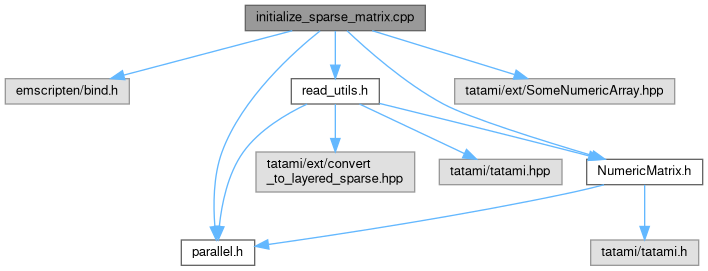 initialize_sparse_matrix.cpp
emscripten/bind.h
read_utils.h
tatami/ext/SomeNumericArray.hpp
tatami/ext/convert
_to_layered_sparse.hpp
tatami/tatami.hpp
NumericMatrix.h
parallel.h
tatami/tatami.h